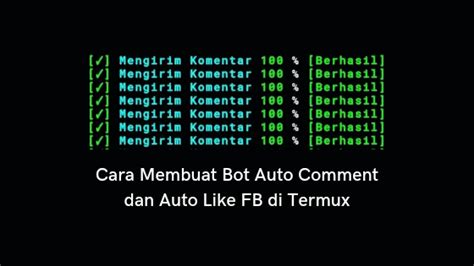 [✓] Mengirim Komentar 100 % [Berhasil]
[✓] Mengirim Komentar 100 % [Berhasil]
[✓] Mengirim Komentar 100 % [Berhasil]
[✓] Mengirim Komentar 100 % [Berhasil]
[✓] Mengirim Komentar 100 % [Berhasil]
[✓] Mengirim Komentar 100 % [Berhasil]
[✓] Mengirim Komentar 100 % [Berhasil]
Cara Membuat Bot Auto Comment
dan Auto Like FB di Termux